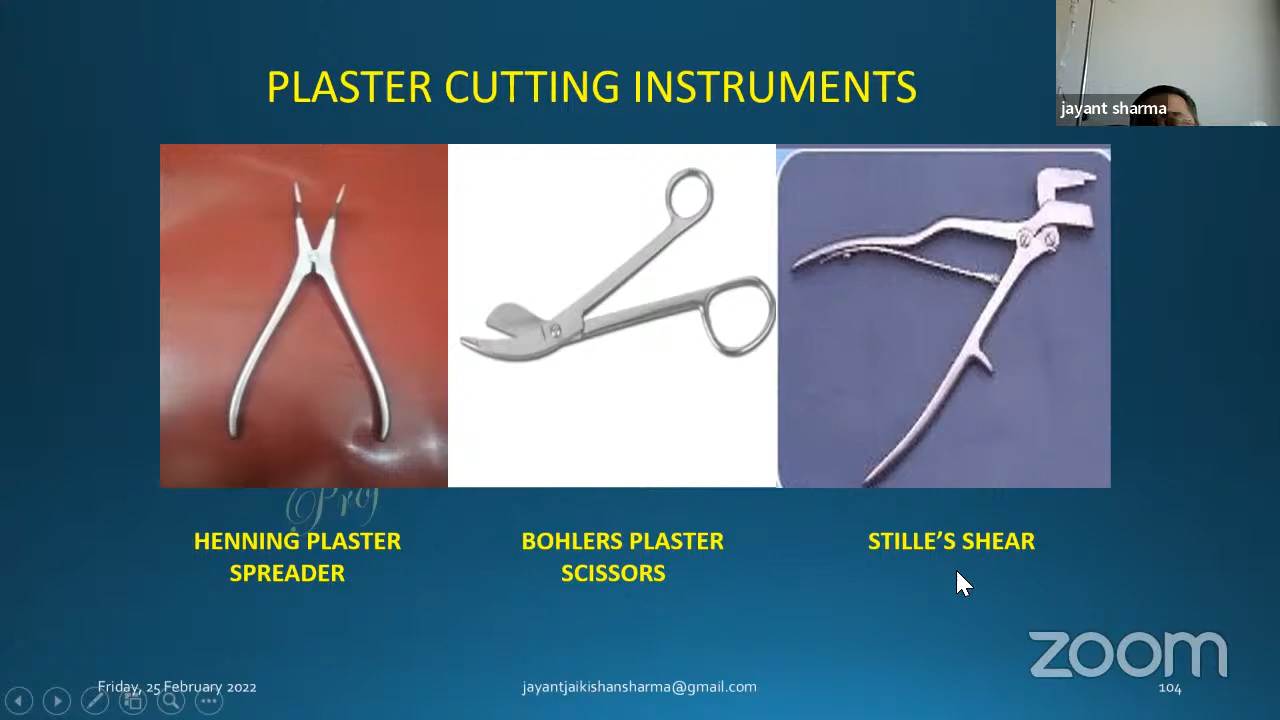 PLASTER CUTTING INSTRUMENTS
jayant sharma
Proj
HENNING PLASTER
SPREADER
BOHLERS PLASTER
SCISSORS
STILLE’S SHEAR
zoom
Friday, 25 February 2022
jayantjaikishansharma@gmail.com
104